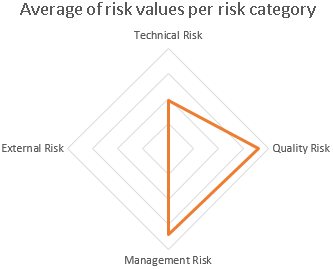 Average of risk values per risk category
Technical Risk
External Risk
Quality Risk
Management Risk